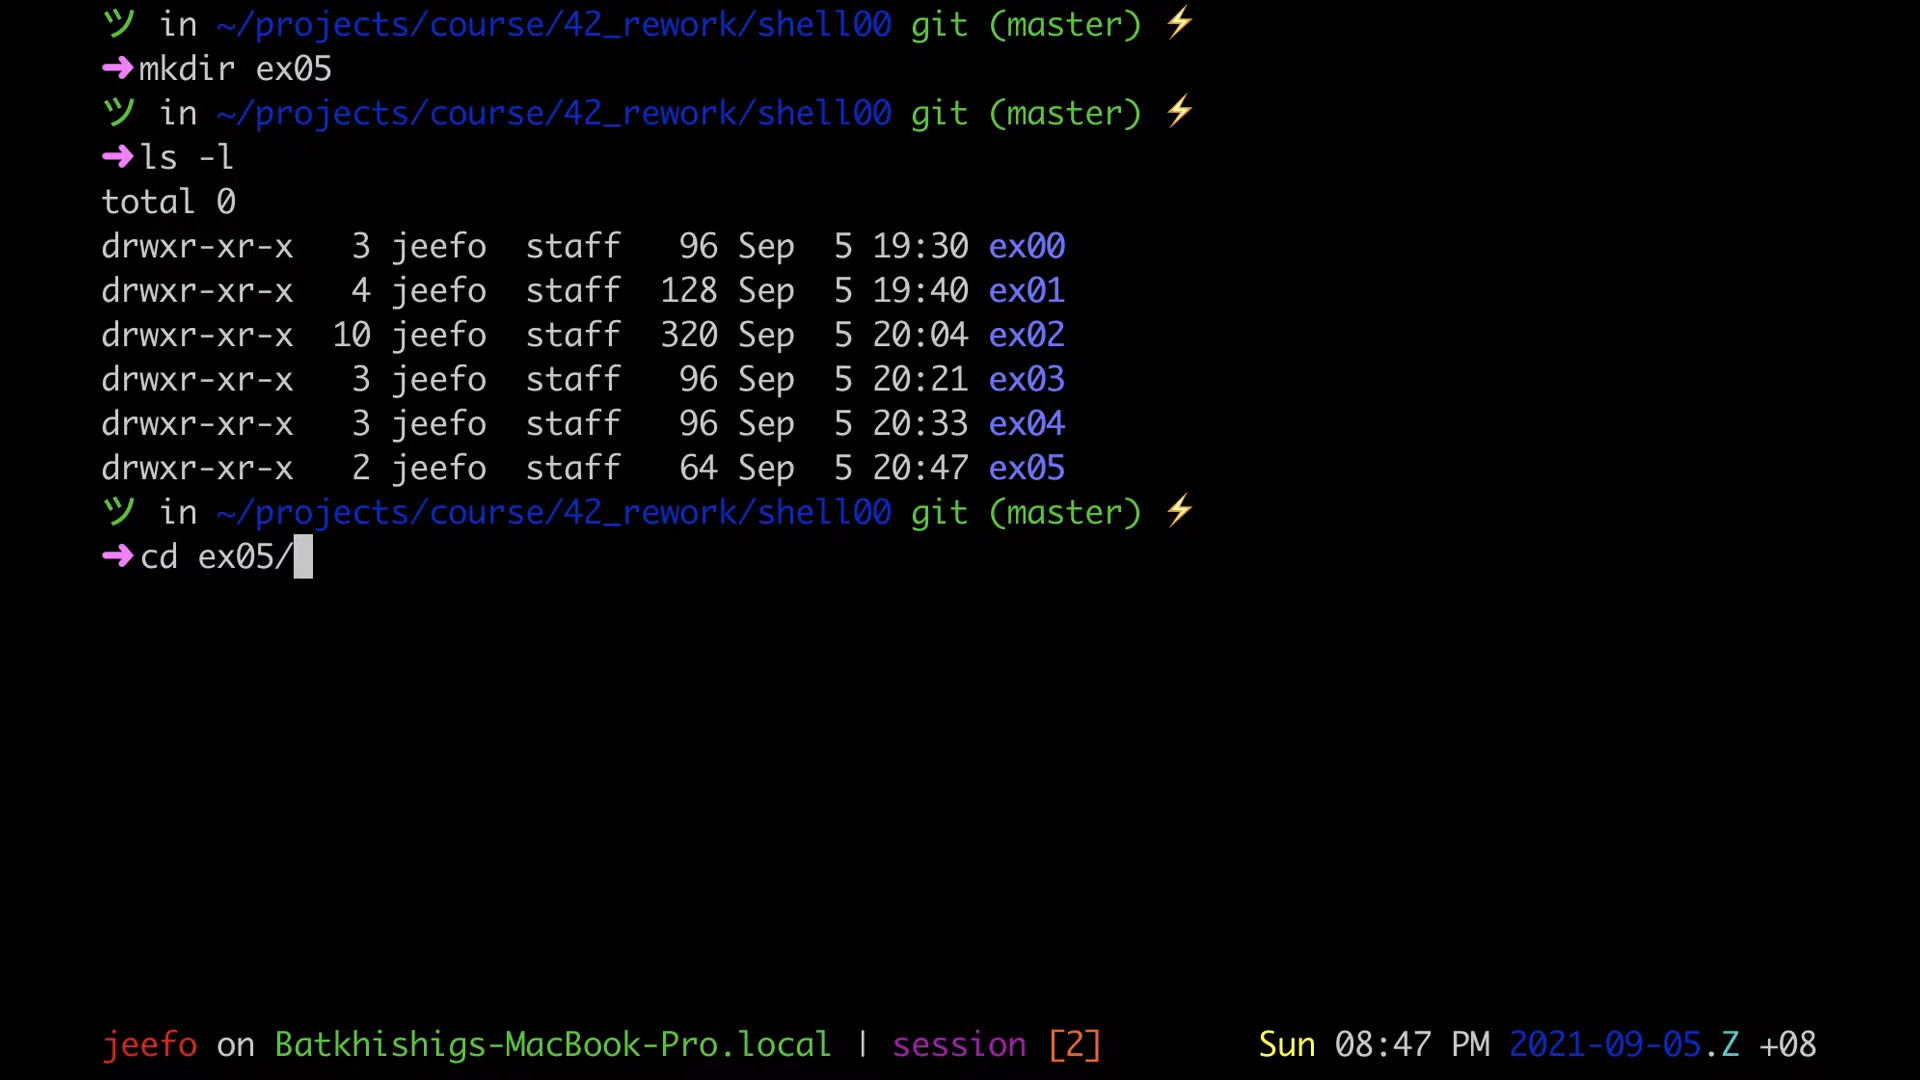 ツ in ~/projects/course/42_rework/shell00 git (master) ⚡
➜mkdir ex05
ツ in ~/projects/course/42_rework/shell00 git (master) ⚡
➜ls -l
total 0
drwxr-xr-x   3 jeefo  staff   96 Sep  5 19:30 ex00
drwxr-xr-x   4 jeefo  staff  128 Sep  5 19:40 ex01
drwxr-xr-x  10 jeefo  staff  320 Sep  5 20:04 ex02
drwxr-xr-x   3 jeefo  staff   96 Sep  5 20:21 ex03
drwxr-xr-x   3 jeefo  staff   96 Sep  5 20:33 ex04
drwxr-xr-x   2 jeefo  staff   64 Sep  5 20:47 ex05
ツ in ~/projects/course/42_rework/shell00 git (master) ⚡
➜cd ex05/
jeefo on Batkhishigs-MacBook-Pro.local | session [2] Sun 08:47 PM 2021-09-05.Z +08